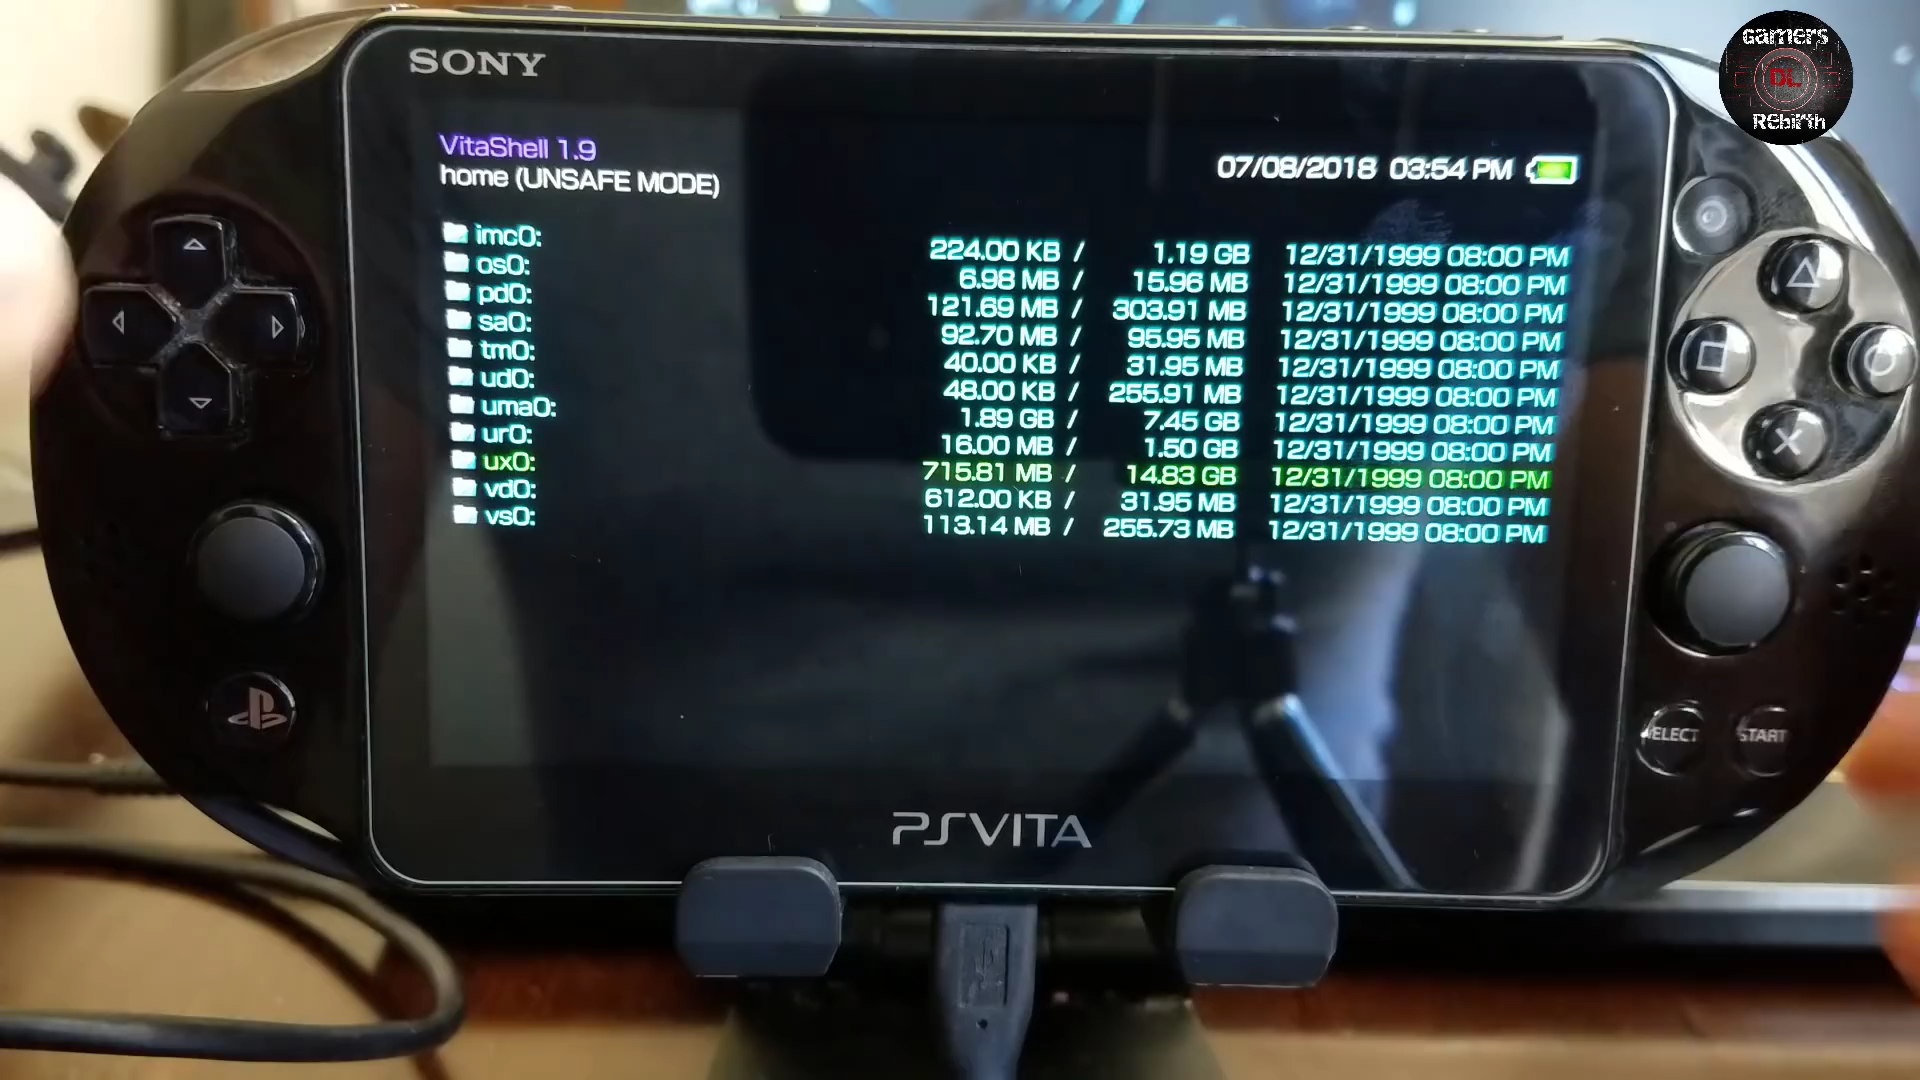 SONY
GamErs
DL
REbirth
VitaShell 1.9
home (UNSAFE MODE)
07/08/2018 03:54 PM
imc0: 224.00 KB / 1.19 GB 12/31/1999 08:00 PM
os0: 6.98 MB / 15.96 MB 12/31/1999 08:00 PM
pd0: 121.69 MB / 303.91 MB 12/31/1999 08:00 PM
sa0: 92.70 MB / 95.95 MB 12/31/1999 08:00 PM
tm0: 40.00 KB / 31.95 MB 12/31/1999 08:00 PM
ud0: 48.00 KB / 255.91 MB 12/31/1999 08:00 PM
uma0: 1.89 GB / 7.45 GB 12/31/1999 08:00 PM
ur0: 16.00 MB / 1.50 GB 12/31/1999 08:00 PM
ux0: 715.81 MB / 14.83 GB 12/31/1999 08:00 PM
vd0: 612.00 KB / 31.95 MB 12/31/1999 08:00 PM
vs0: 113.14 MB / 255.73 MB 12/31/1999 08:00 PM
SELECT START
PSVITA